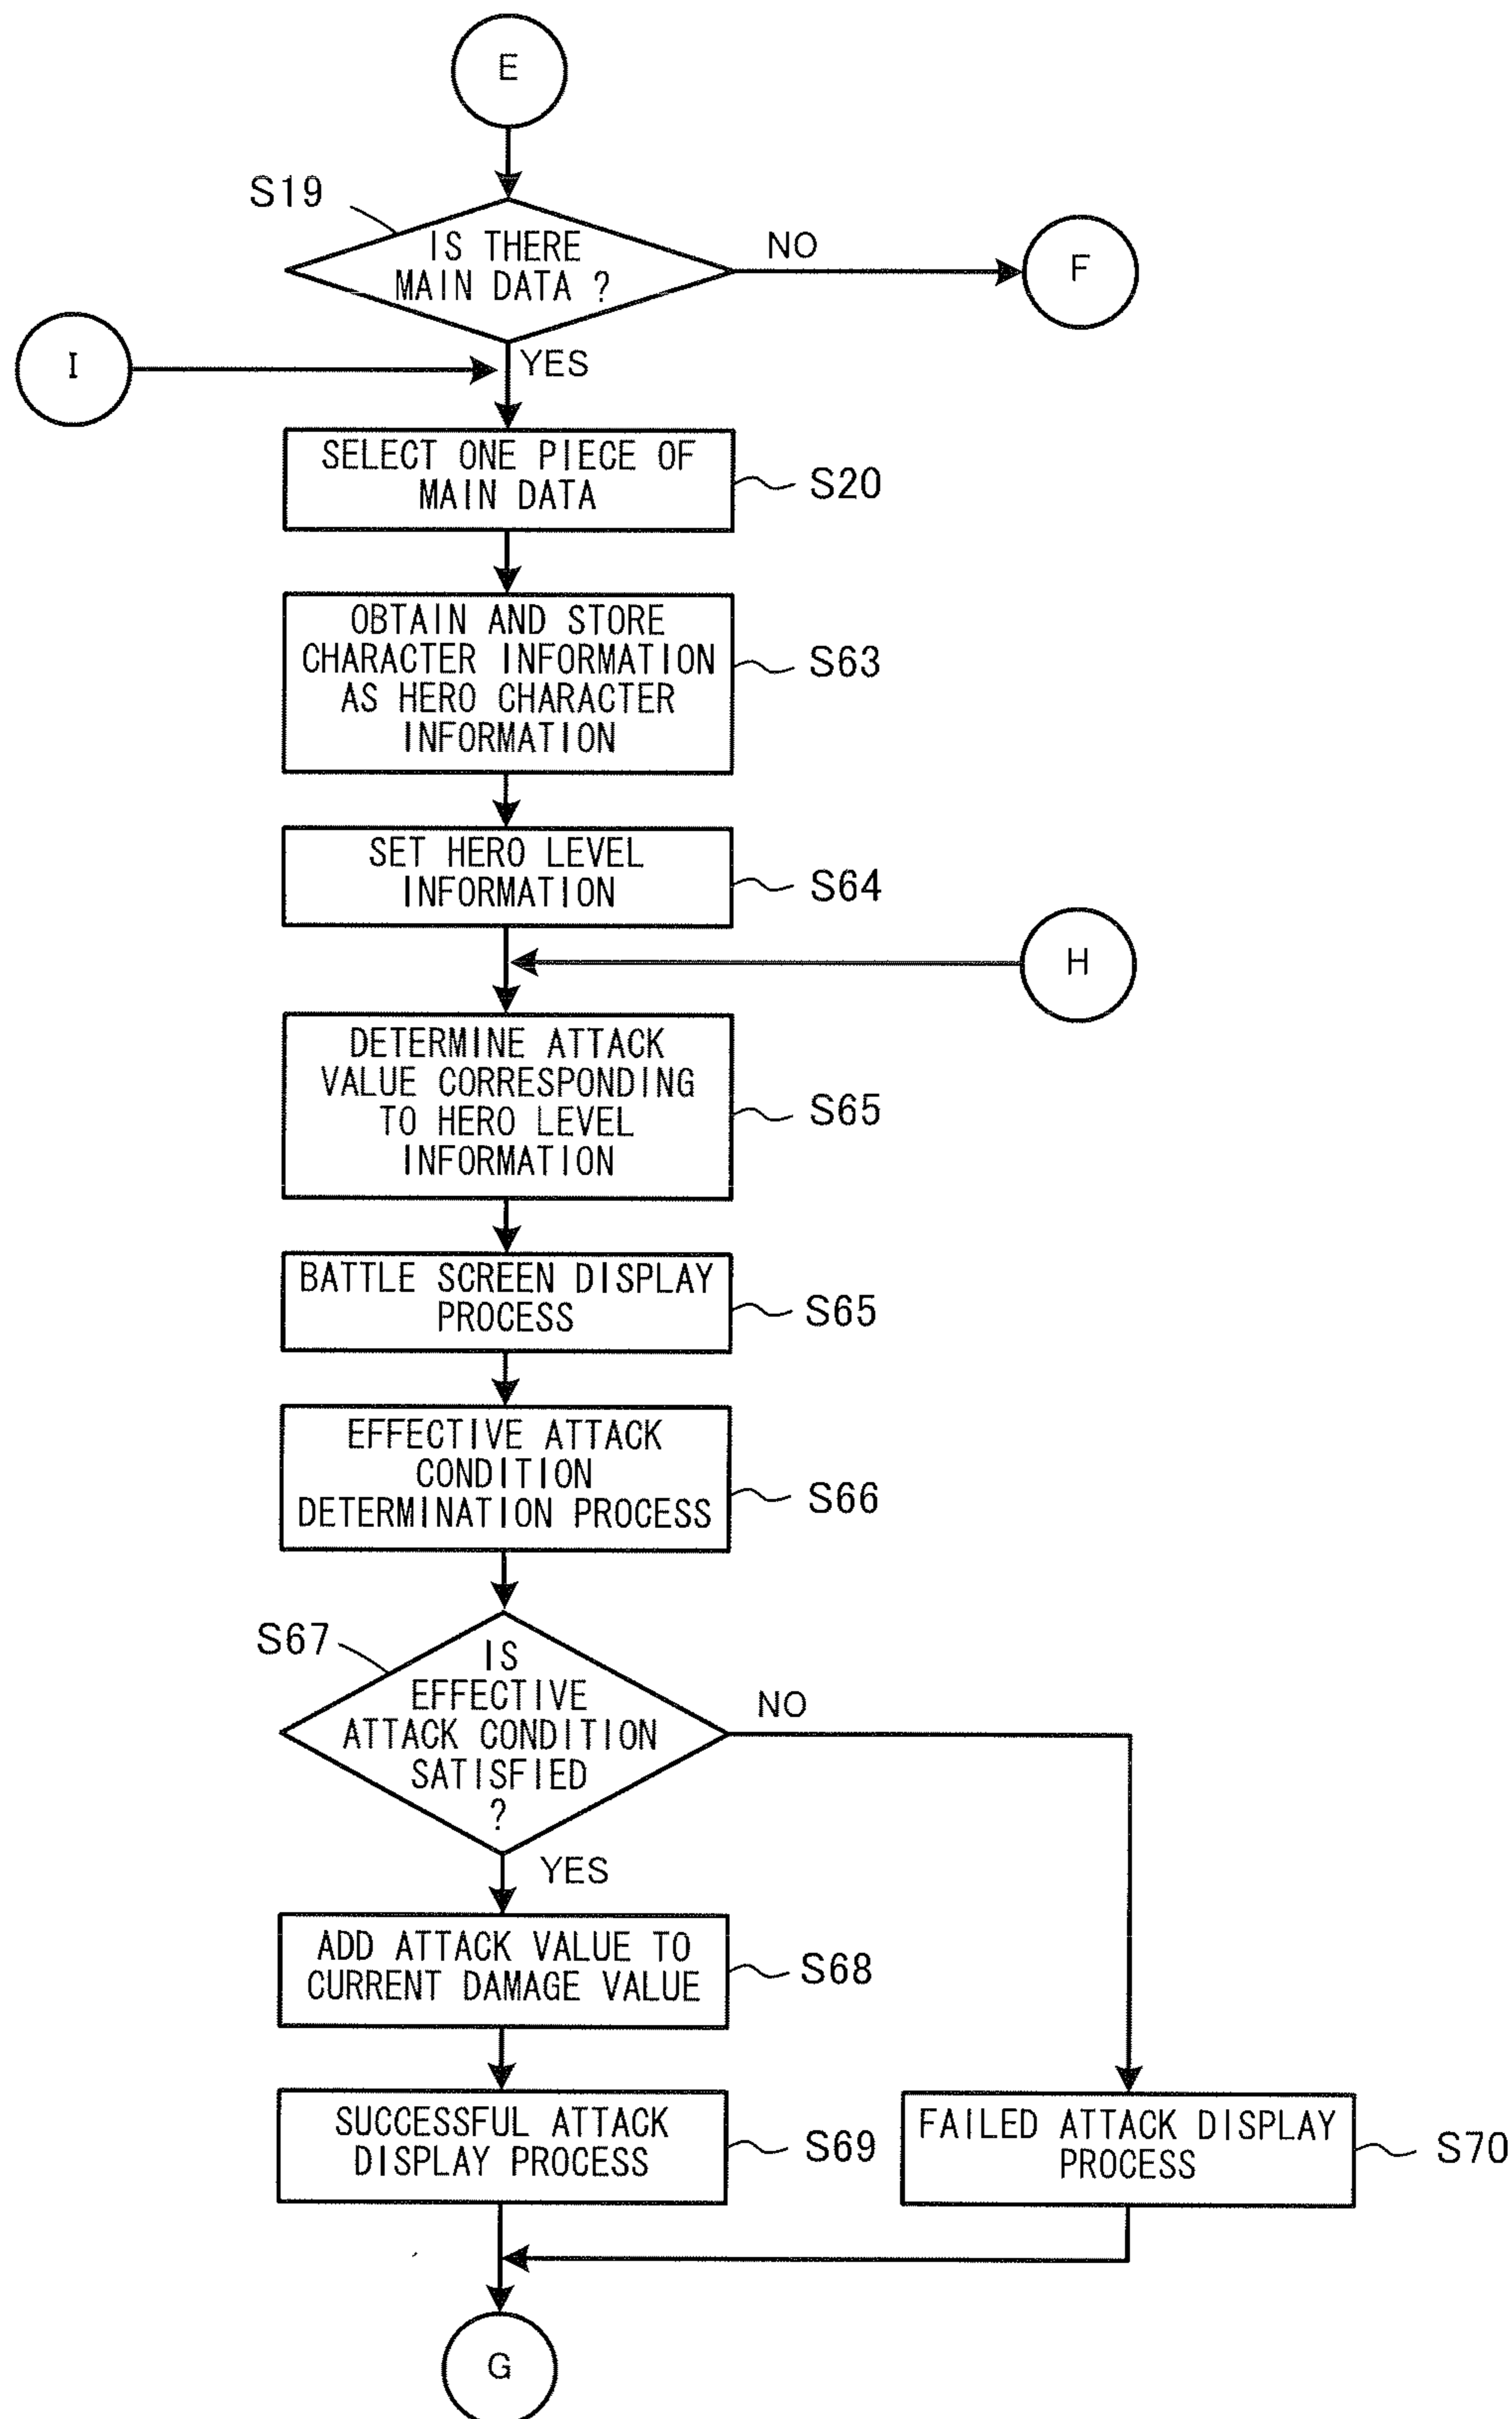 E
S19
IS THERE
MAIN DATA ?
NO
F
I
YES
SELECT ONE PIECE OF
MAIN DATA
S20
OBTAIN AND STORE
CHARACTER INFORMATION
AS HERO CHARACTER
INFORMATION
S63
SET HERO LEVEL
INFORMATION
S64
H
DETERMINE ATTACK
VALUE CORRESPONDING
TO HERO LEVEL
INFORMATION
S65
BATTLE SCREEN DISPLAY
PROCESS
S65
EFFECTIVE ATTACK
CONDITION
DETERMINATION PROCESS
S66
S67
IS
EFFECTIVE
ATTACK CONDITION
SATISFIED
?
NO
YES
ADD ATTACK VALUE TO
CURRENT DAMAGE VALUE
S68
SUCCESSFUL ATTACK
DISPLAY PROCESS
S69
FAILED ATTACK DISPLAY
PROCESS
S70
G